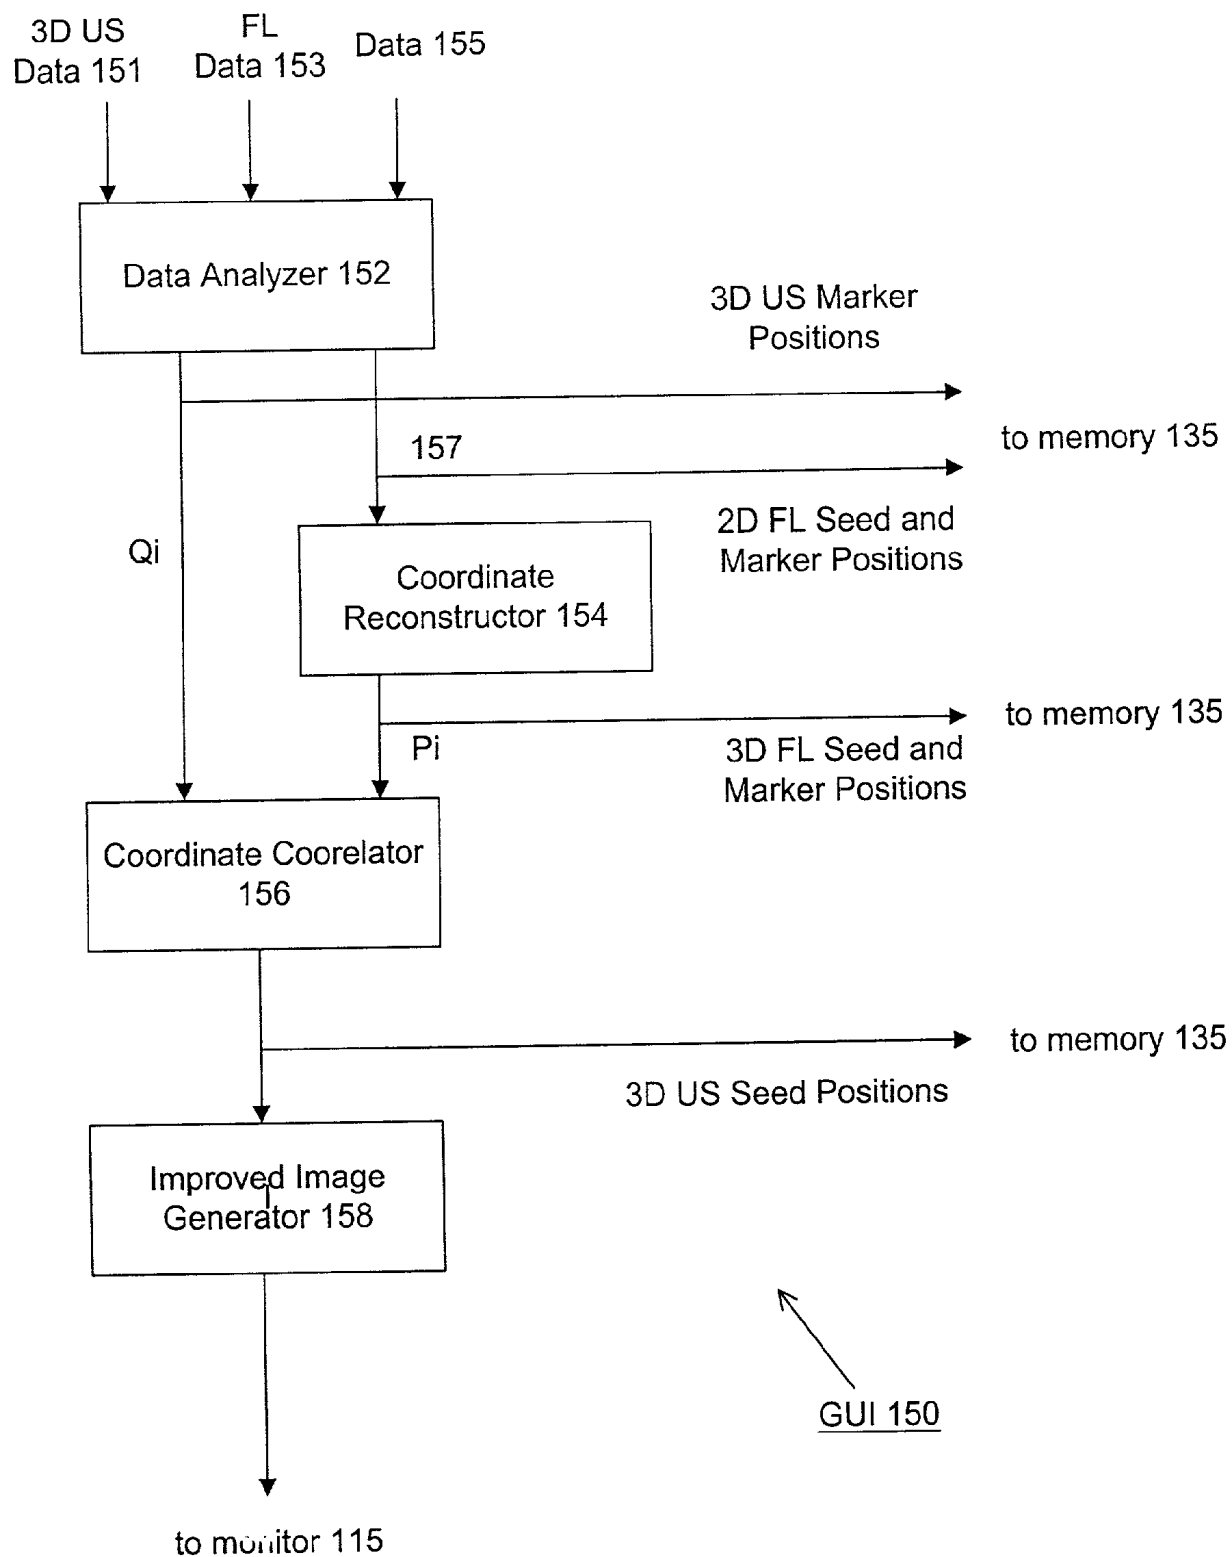 3D US
Data 151
FL
Data 153
Data 155
Data Analyzer 152
3D US Marker
Positions
to memory 135
157
2D FL Seed and
Marker Positions
Qi
Coordinate
Reconstructor 154
to memory 135
Pi
3D FL Seed and
Marker Positions
Coordinate Coorelator
156
to memory 135
3D US Seed Positions
Improved Image
Generator 158
GUI 150
to monitor 115